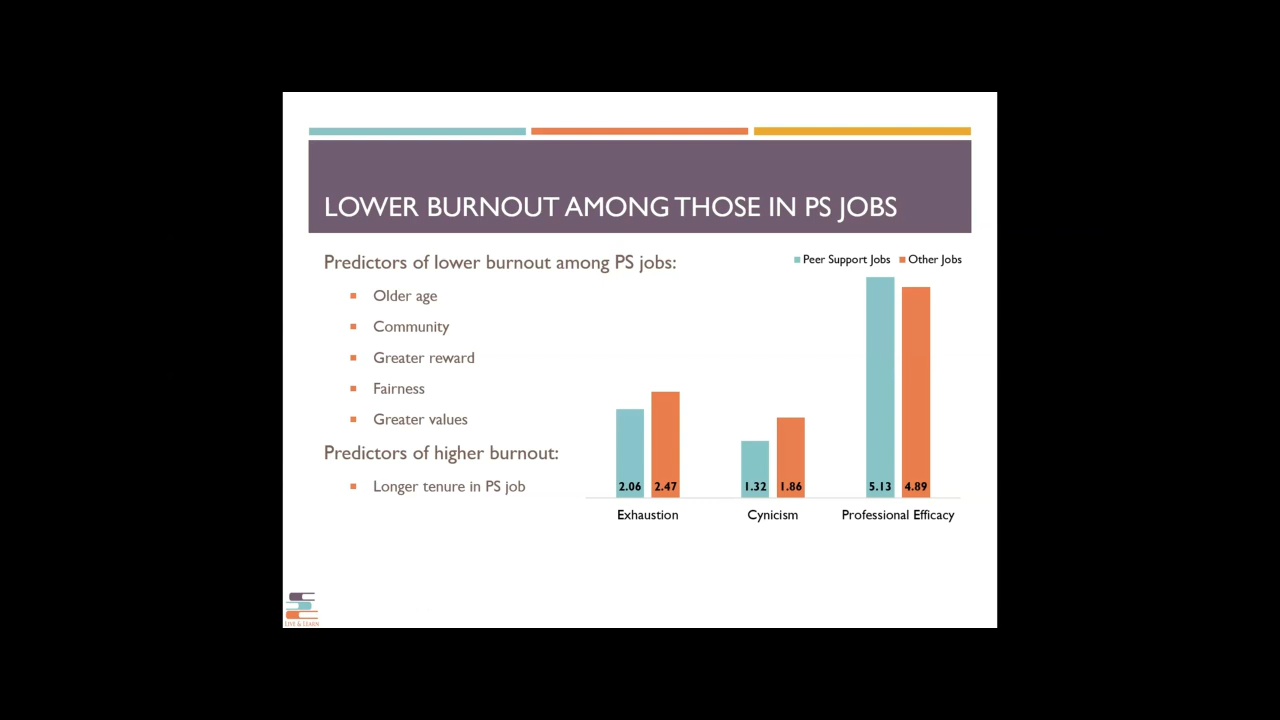 LOWER BURNOUT AMONG THOSE IN PS JOBS
Predictors of lower burnout among PS jobs:
Older age
Community
Greater reward
Fairness
Greater values
Predictors of higher burnout:
Longer tenure in PS job
Peer Support Jobs Other Jobs
2.06 2.47 1.32 1.86 5.13 4.89
Exhaustion Cynicism Professional Efficacy
LIVE & LEARN